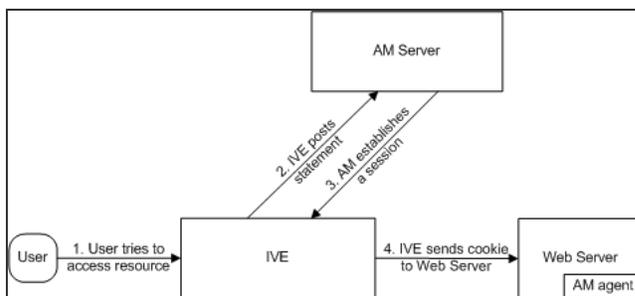 AM Server
2. IVE posts
statement
3. AM establishes
a session
User
1. User tries to
access resource
IVE
4. IVE sends cookie
to Web Server
Web Server
AM agent